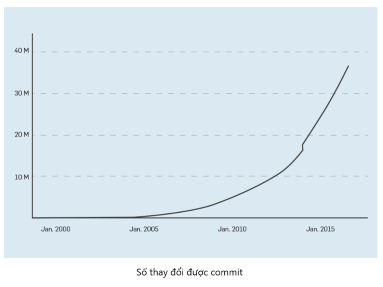 40 M
30 M
20 M
10 M
Jan. 2000 Jan. 2005 Jan. 2010 Jan. 2015
Số thay đổi được commit